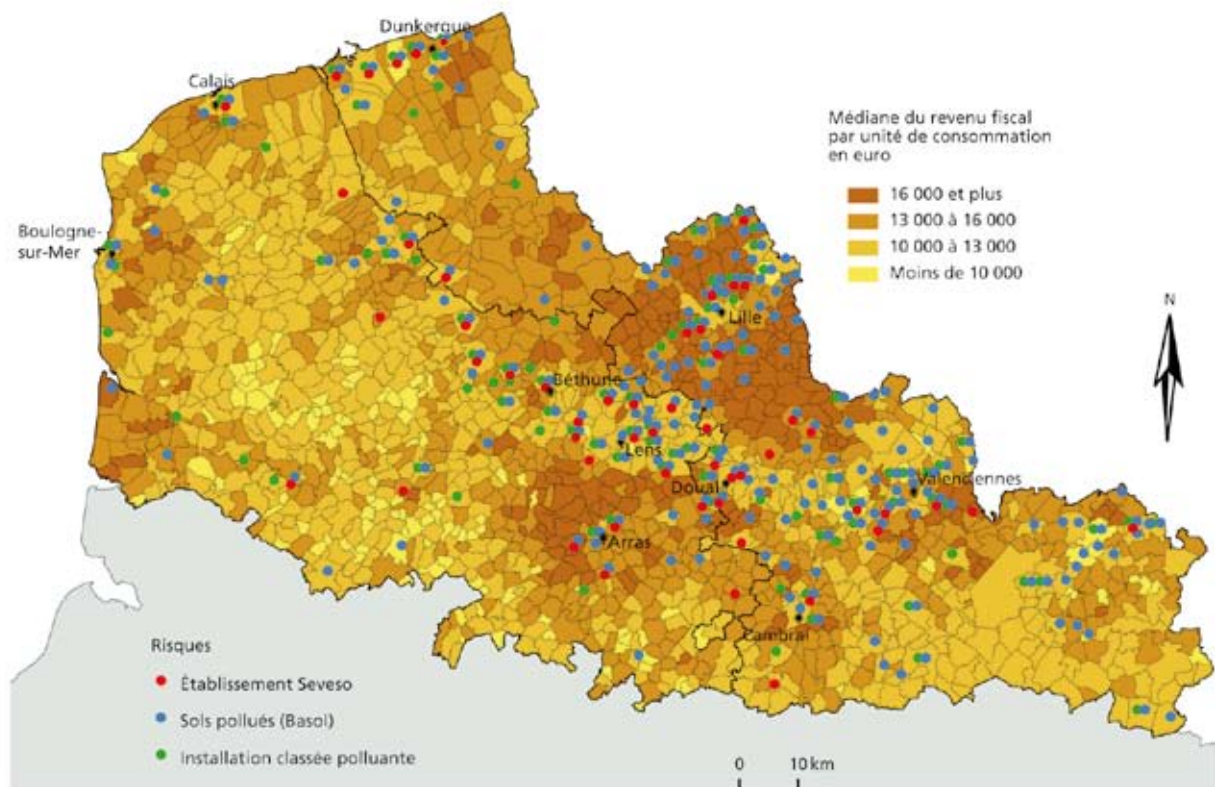 Dunkerque
Calais
Boulogne-
sur-Mer
Lille
Béthune
Lens
Douai
Valenciennes
Arras
Cambrai
Médiane du revenu fiscal
par unité de consommation
en euro
16 000 et plus
13 000 à 16 000
10 000 à 13 000
Moins de 10 000
N
Risques
Établissement Seveso
Sols pollués (Basol)
Installation classée polluante
0 10 km